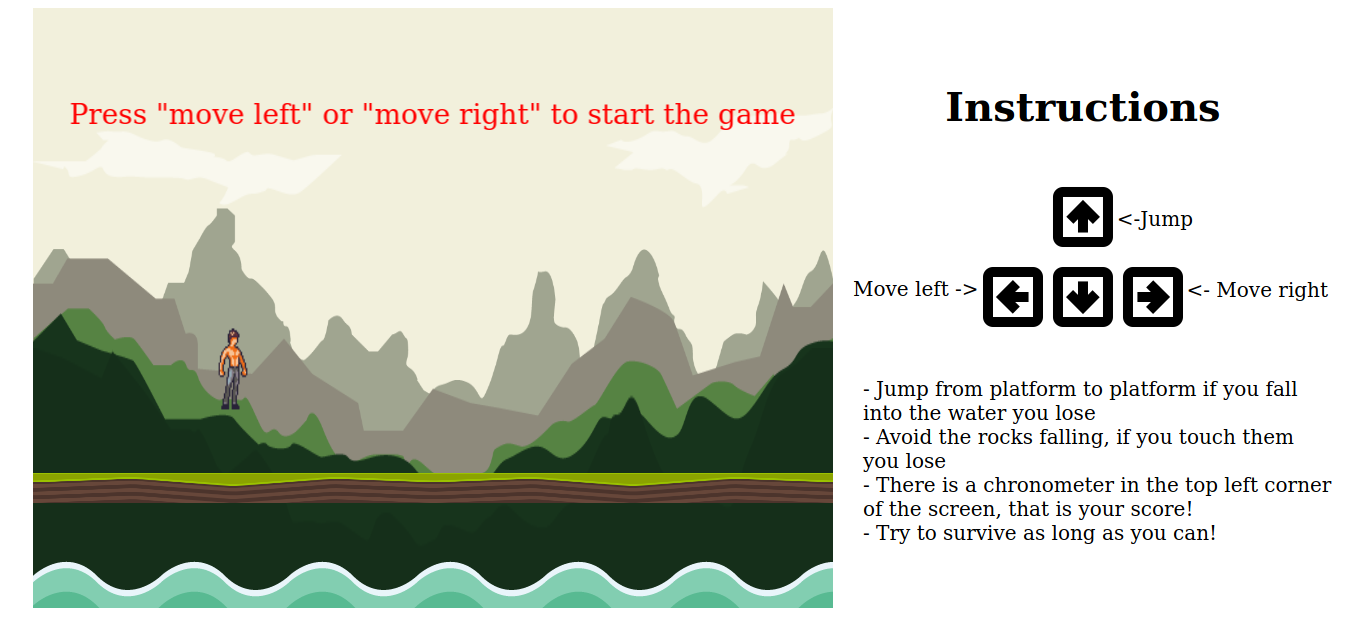 Press "move left" or "move right" to start the game
Instructions
<-Jump
Move left ->
<- Move right
- Jump from platform to platform if you fall
into the water you lose
- Avoid the rocks falling, if you touch them
you lose
- There is a chronometer in the top left corner
of the screen, that is your score!
- Try to survive as long as you can!